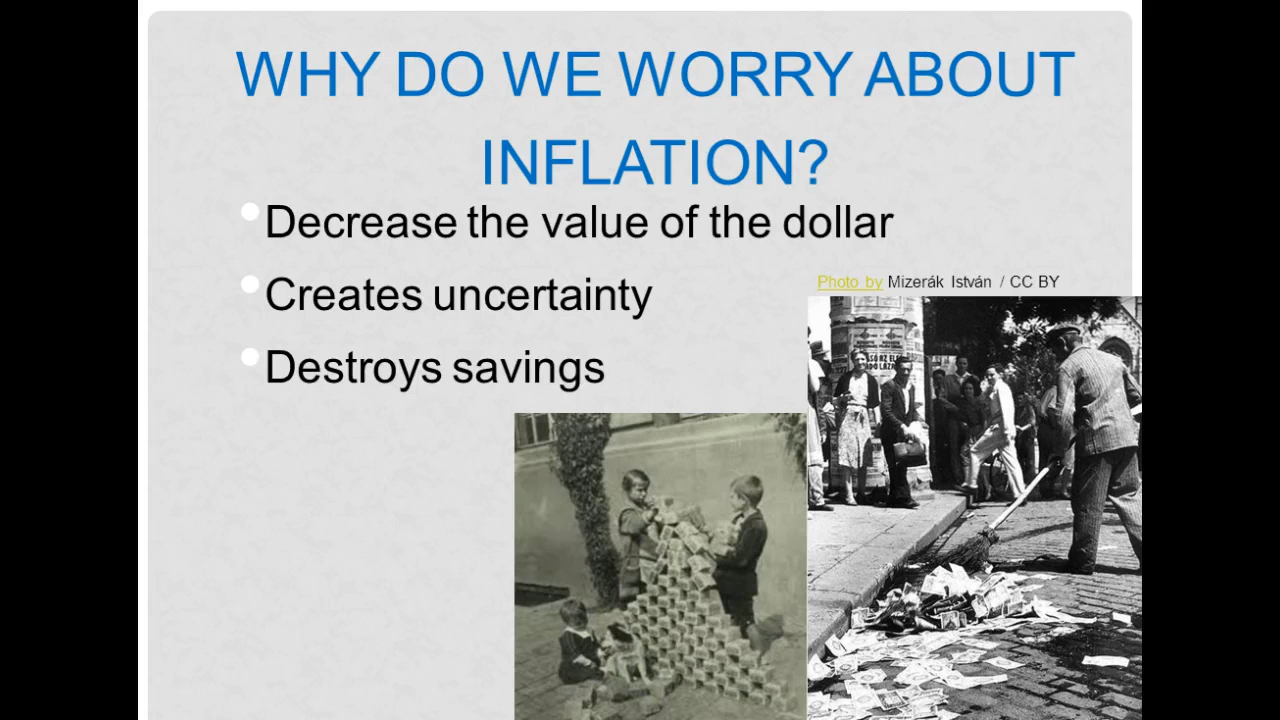 WHY DO WE WORRY ABOUT
INFLATION?
Decrease the value of the dollar
Creates uncertainty
Destroys savings
Photo by Mizerák István / CC BY